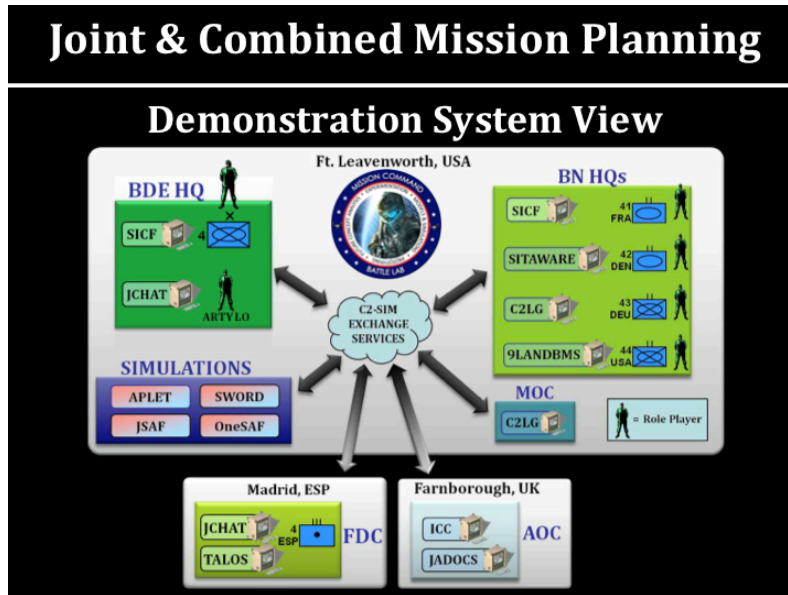 Joint & Combined Mission Planning
Demonstration System View
Ft. Leavenworth, USA
BDE HQ
SICF
4
JCHAT
ARTY LO
MISSION COMMAND
BATTLE LAB
C2-SIM
EXCHANGE
SERVICES
BN HQs
SICF
41
FRA
SITAWARE
42
DEN
C2LG
43
DEU
9LANDBMS
44
USA
SIMULATIONS
APLET
SWORD
JSAF
OneSAF
MOC
C2LG
= Role Player
Madrid, ESP
JCHAT
4
ESP
TALOS
FDC
Farnborough, UK
ICC
JADOCS
AOC